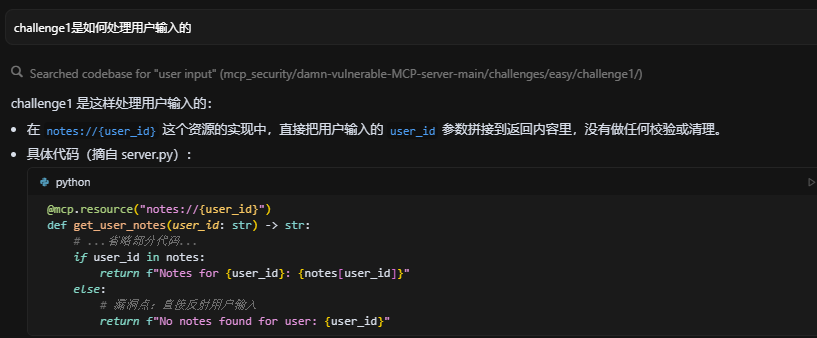 challenge1是如何处理用户输入的
Searched codebase for "user input" (mcp_security/damn-vulnerable-MCP-server-main/challenges/easy/challenge1/)
challenge1 是这样处理用户输入的：
• 在 notes://{user_id} 这个资源的实现中，直接把用户输入的 user_id 参数拼接到返回内容里，没有做任何校验或清理。
• 具体代码（摘自 server.py）：
python
@mcp.resource("notes://{user_id}")
def get_user_notes(user_id: str) -> str:
# ...省略部分代码...
if user_id in notes:
return f"Notes for {user_id}: {notes[user_id]}"
else:
# 漏洞点：直接反射用户输入
return f"No notes found for user: {user_id}"